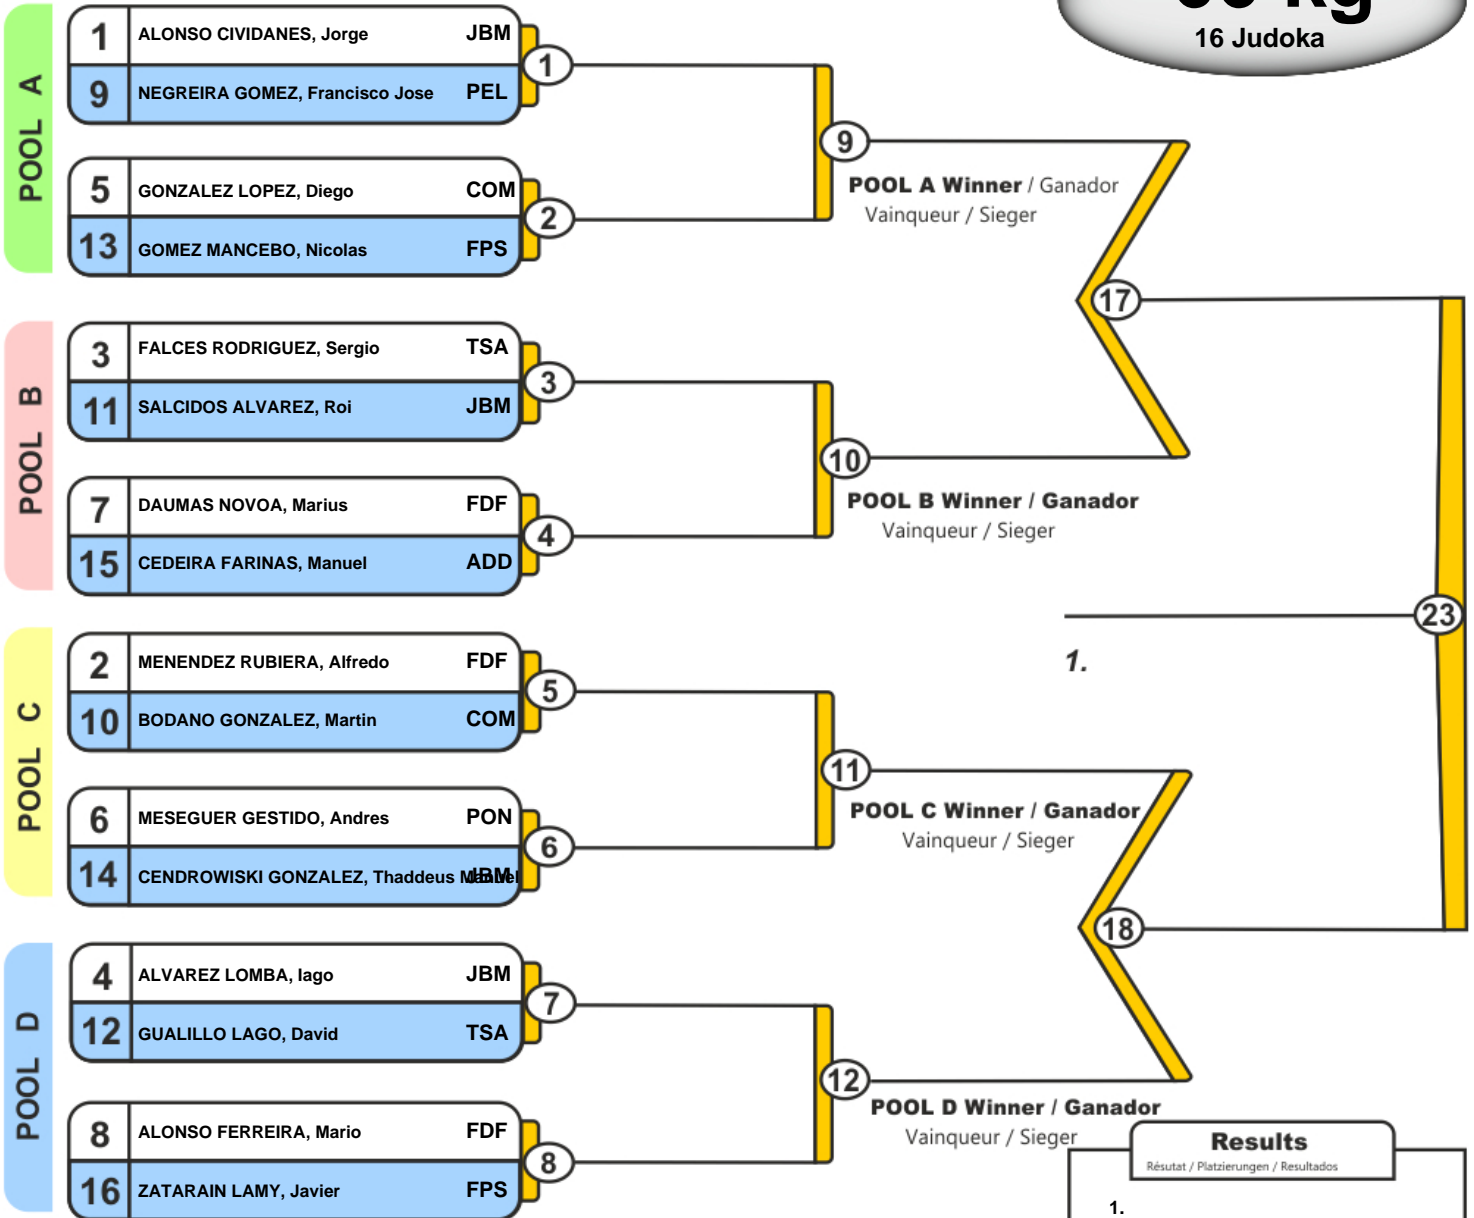 kg
16 Judoka
POOL A
1 ALONSO CIVIDANES, Jorge JBM
9 NEGREIRA GOMEZ, Francisco Jose PEL
1
5 GONZALEZ LOPEZ, Diego COM
13 GOMEZ MANCEBO, Nicolas FPS
2
9
POOL A Winner / Ganador
Vainqueur / Sieger
17
POOL B
3 FALCES RODRIGUEZ, Sergio TSA
11 SALCIDOS ALVAREZ, Roi JBM
3
7 DAUMAS NOVOA, Marius FDF
15 CEDEIRA FARINAS, Manuel ADD
4
10
POOL B Winner / Ganador
Vainqueur / Sieger
23
1.
POOL C
2 MENENDEZ RUBIERA, Alfredo FDF
10 BODANO GONZALEZ, Martin COM
5
6 MESEGUER GESTIDO, Andres PON
14 CENDROWISKI GONZALEZ, Thaddeus Manuel JBM
6
11
POOL C Winner / Ganador
Vainqueur / Sieger
18
POOL D
4 ALVAREZ LOMBA, Iago JBM
12 GUALILLO LAGO, David TSA
7
8 ALONSO FERREIRA, Mario FDF
16 ZATARAIN LAMY, Javier FPS
8
12
POOL D Winner / Ganador
Vainqueur / Sieger
Results
Résutat / Platzierungen / Resultados
1.